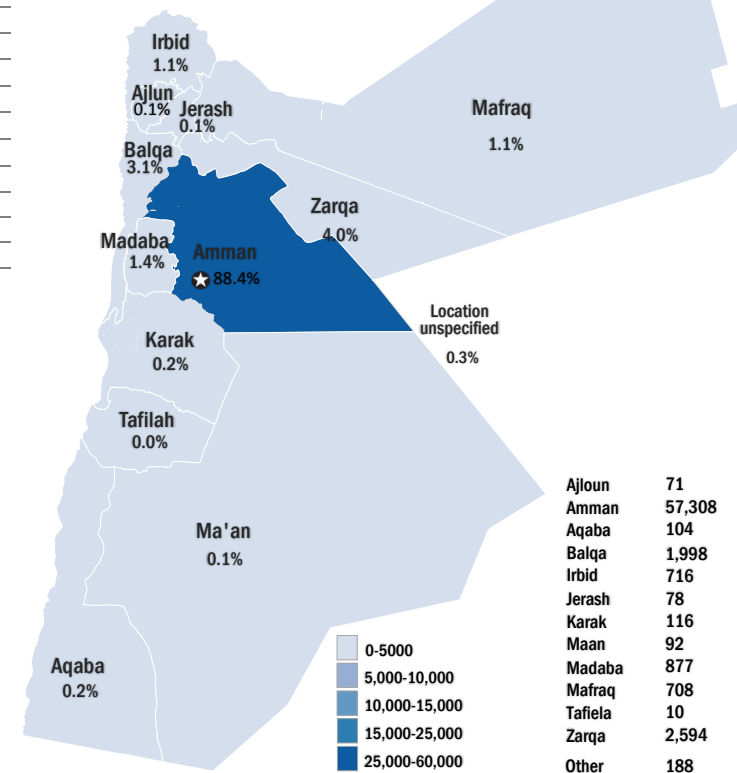 Irbid
1.1%
Ajlun
0.1%
Jerash
0.1%
Mafraq
1.1%
Balqa
3.1%
Zarqa
4.0%
Madaba
1.4%
Amman
88.4%
Location
unspecified
0.3%
Karak
0.2%
Tafilah
0.0%
Ma'an
0.1%
Aqaba
0.2%
0-5000
5,000-10,000
10,000-15,000
15,000-25,000
25,000-60,000
Ajloun 71
Amman 57,308
Aqaba 104
Balqa 1,998
Irbid 716
Jerash 78
Karak 116
Maan 92
Madaba 877
Mafraq 708
Tafiela 10
Zarqa 2,594
Other 188